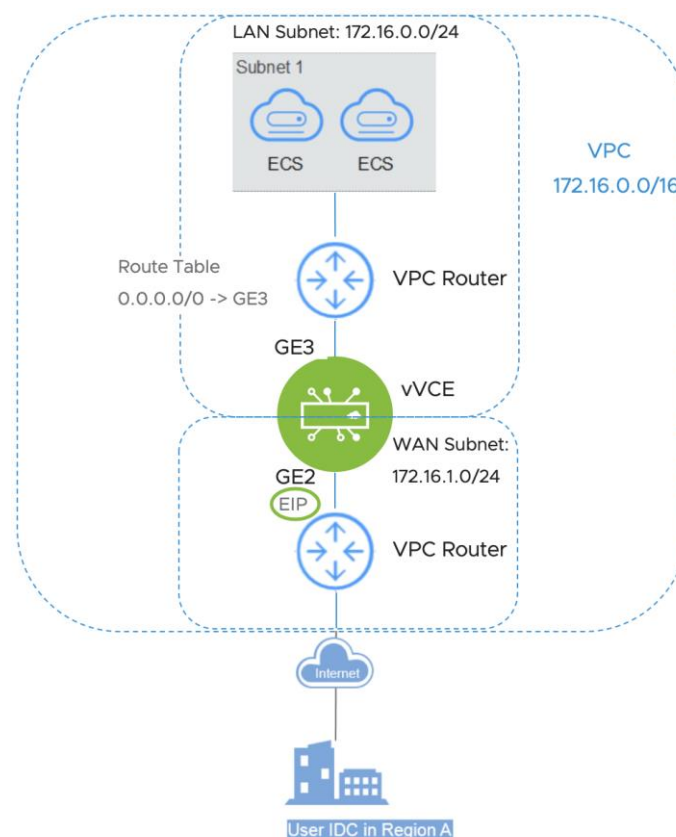 LAN Subnet: 172.16.0.0/24
Subnet 1
ECS
ECS
VPC
172.16.0.0/16
Route Table
0.0.0.0/0 -> GE3
VPC Router
GE3
vVCE
WAN Subnet:
172.16.1.0/24
GE2
EIP
VPC Router
Internet
User IDC in Region A